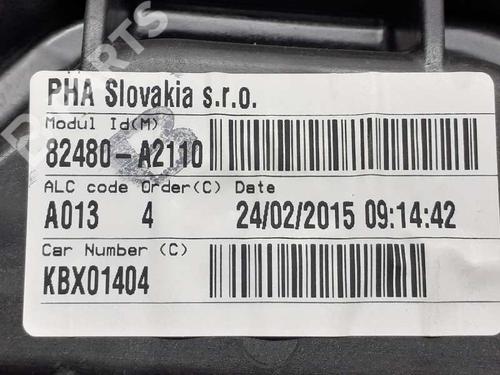 PHA Slovakia s.r.o.
Modul Id(M)
82480-A2110
ALC code Order(C) Date
A013 4 24/02/2015 09:14:42
Car Number (C)
KBX01404